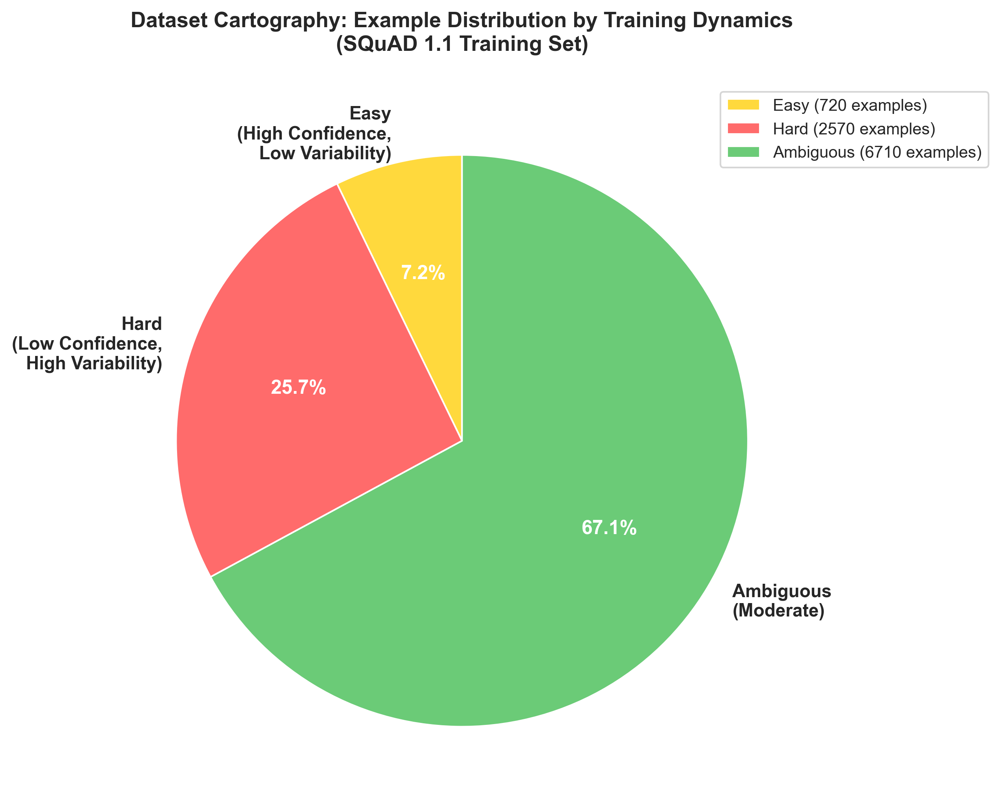 Dataset Cartography: Example Distribution by Training Dynamics
(SQuAD 1.1 Training Set)
Easy (720 examples)
Hard (2570 examples)
Ambiguous (6710 examples)
Easy
(High Confidence,
Low Variability)
7.2%
Hard
(Low Confidence,
High Variability)
25.7%
67.1%
Ambiguous
(Moderate)